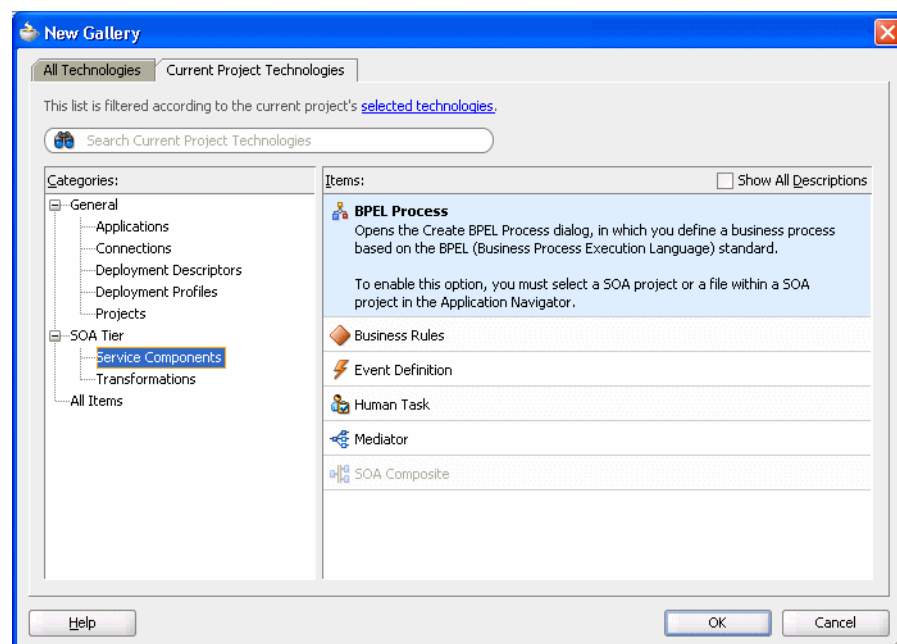 New Gallery
All Technologies
Current Project Technologies
This list is filtered according to the current project's selected technologies.
Search Current Project Technologies
Categories:
General
Applications
Connections
Deployment Descriptors
Deployment Profiles
Projects
SOA Tier
Service Components
Transformations
All Items
Items:
Show All Descriptions
BPEL Process
Opens the Create BPEL Process dialog, in which you define a business process
based on the BPEL (Business Process Execution Language) standard.
To enable this option, you must select a SOA project or a file within a SOA
project in the Application Navigator.
Business Rules
Event Definition
Human Task
Mediator
SOA Composite
Help
OK
Cancel